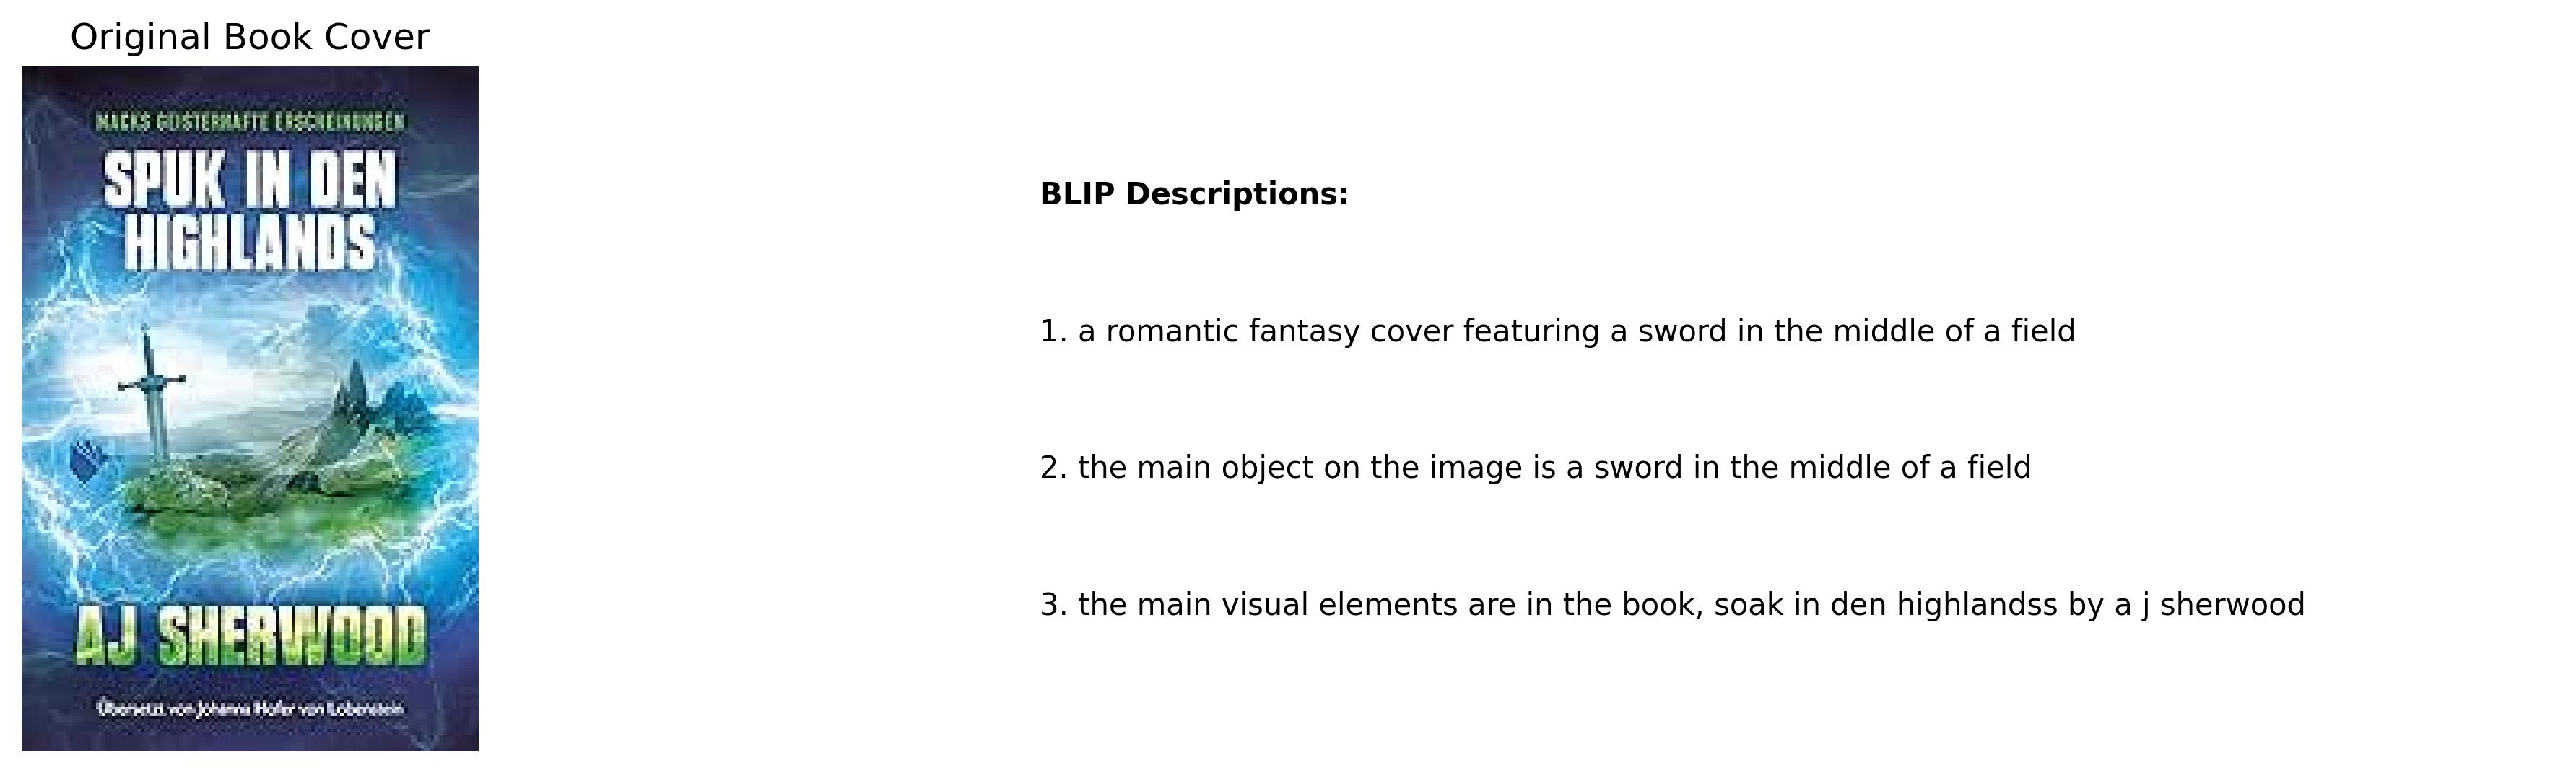 Original Book Cover
MACKS GEISTERHAFTE ERSCHEINUNGEN
SPUK IN DEN
HIGHLANDS
AJ SHERWOOD
Übersetzt von Johanna Hofer von Lobenstein
BLIP Descriptions:
1. a romantic fantasy cover featuring a sword in the middle of a field
2. the main object on the image is a sword in the middle of a field
3. the main visual elements are in the book, soak in den highlandss by a j sherwood